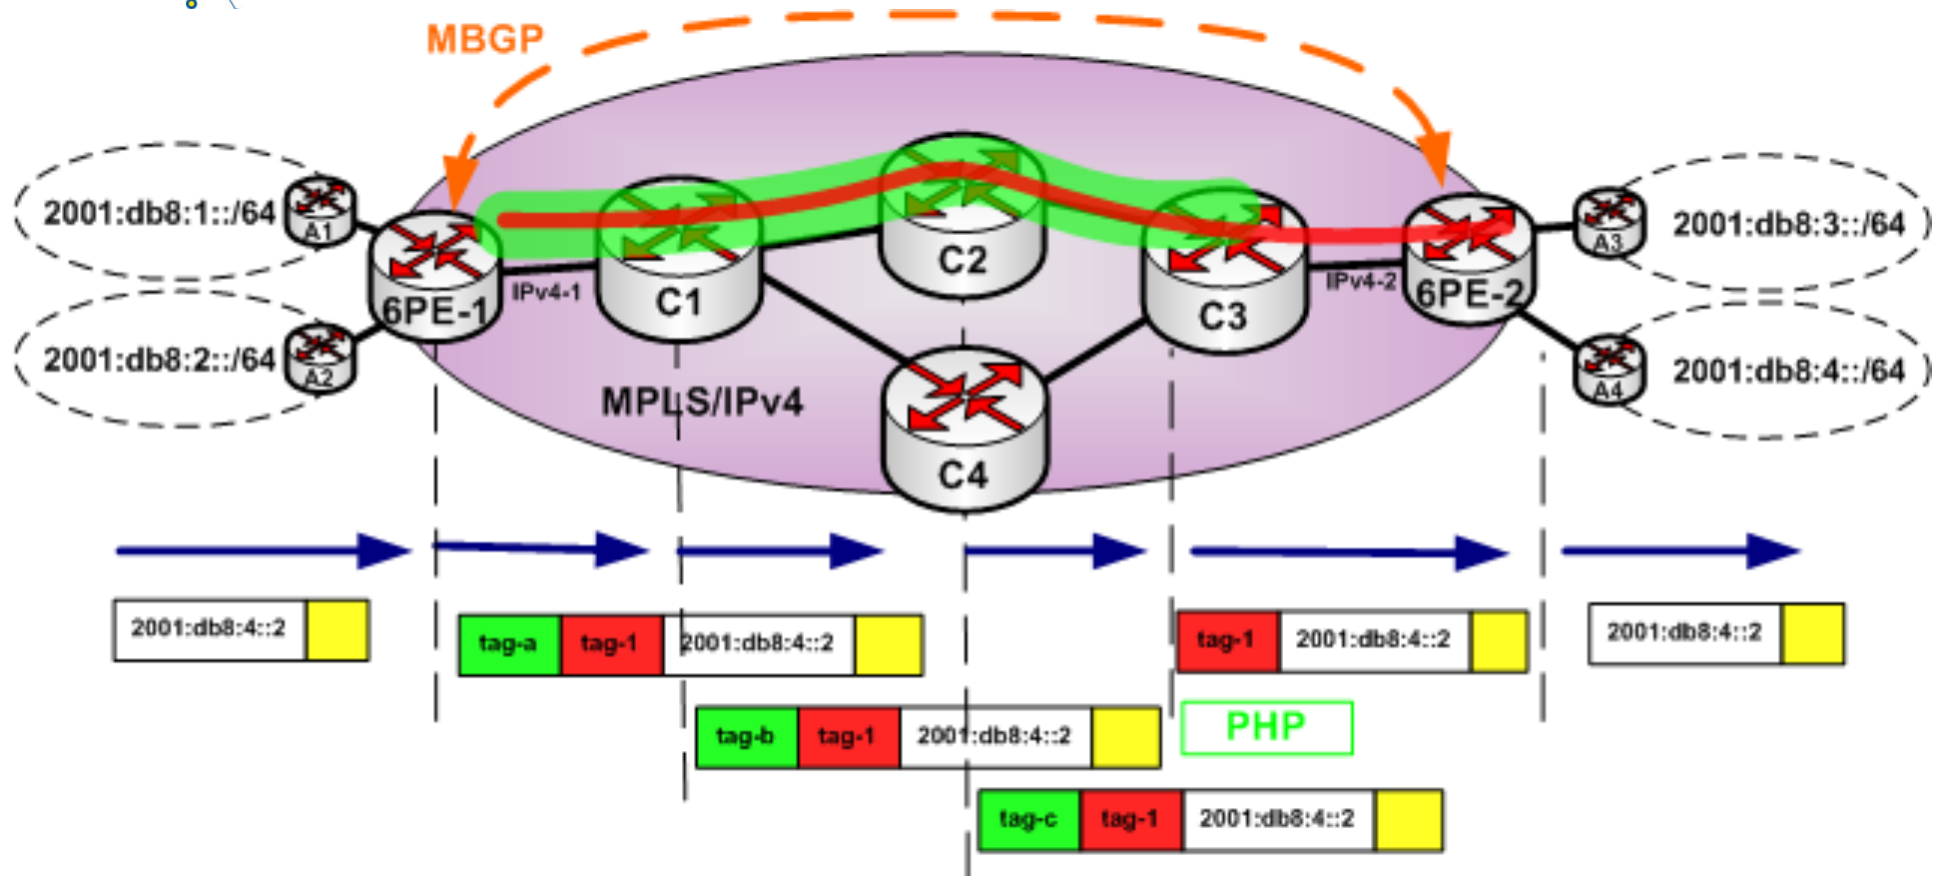 MBGP
2001:db8:1::/64
A1
2001:db8:2::/64
A2
6PE-1
IPv4-1
C1
C2
C3
C4
MPLS/IPv4
IPv4-2
6PE-2
A3
2001:db8:3::/64
A4
2001:db8:4::/64
2001:db8:4::2
tag-a tag-1 2001:db8:4::2
tag-b tag-1 2001:db8:4::2
tag-c tag-1 2001:db8:4::2
tag-1 2001:db8:4::2
PHP
2001:db8:4::2